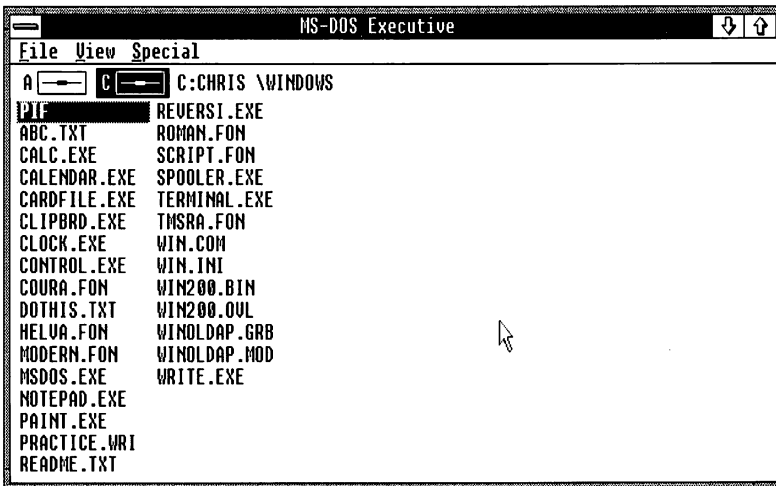 MS-DOS Executive
File View Special
A C C:CHRIS \WINDOWS
PIF REVERSI.EXE
ABC.TXT ROMAN.FON
CALC.EXE SCRIPT.FON
CALENDAR.EXE SPOOLER.EXE
CARDFILE.EXE TERMINAL.EXE
CLIPBRD.EXE TMSRA.FON
CLOCK.EXE WIN.COM
CONTROL.EXE WIN.INI
COURA.FON WIN200.BIN
DOTHIS.TXT WIN200.OVL
HELVA.FON WINOLDAP.GRB
MODERN.FON WINOLDAP.MOD
MSDOS.EXE WRITE.EXE
NOTEPAD.EXE
PAINT.EXE
PRACTICE.WRI
README.TXT